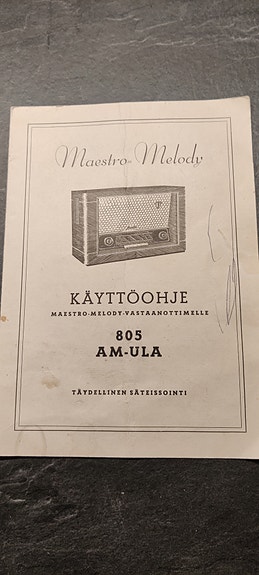 Maestro-Melody
KÄYTTÖOHJE
MAESTRO-MELODY-VASTAANOTTIMELLE
805
AM-ULA
TÄYDELLINEN SÄTEISSOINTI